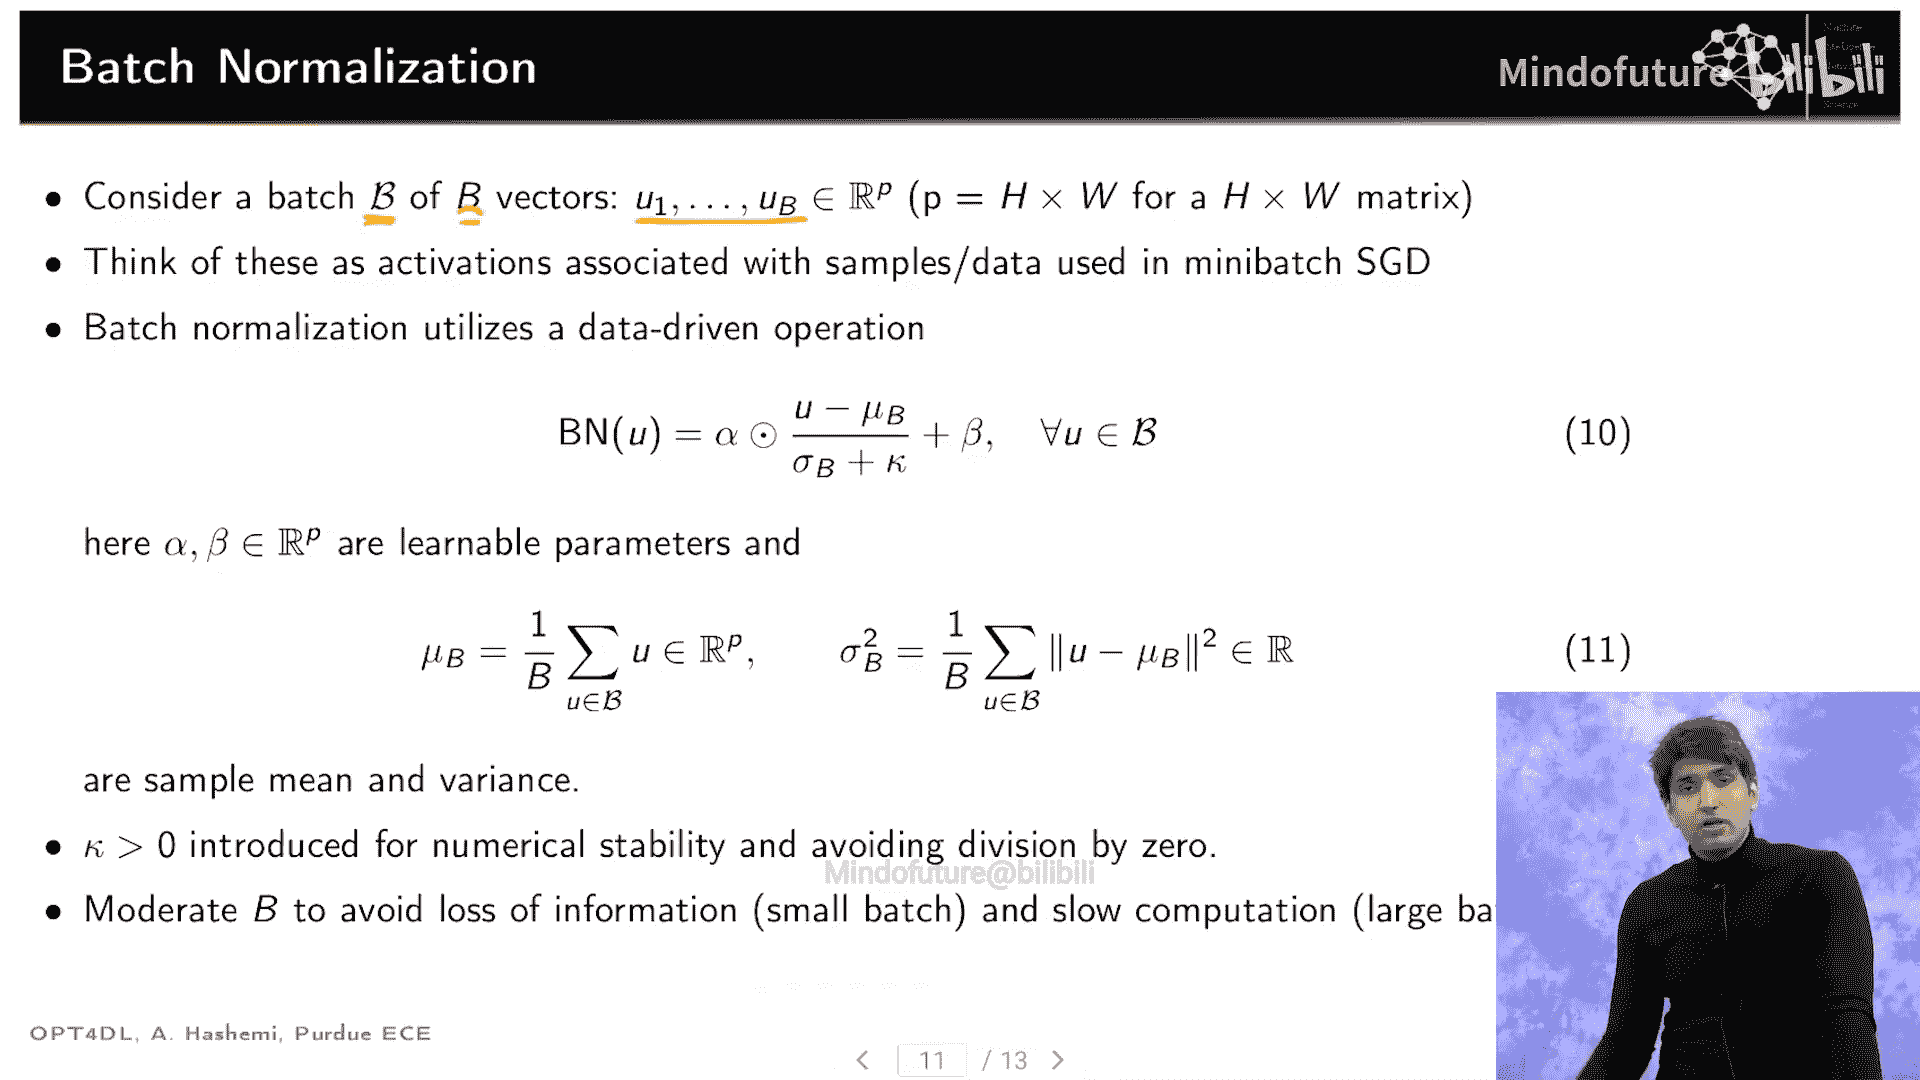 Batch Normalization
Mindofuture
bilibili
• Consider a batch ℬ of B vectors: u₁, . . . , u_B ∈ ℝᵖ (p = H × W for a H × W matrix)
• Think of these as activations associated with samples/data used in minibatch SGD
• Batch normalization utilizes a data-driven operation
BN(u) = α ⊙ (u − μ_B)/(σ_B + κ) + β, ∀u ∈ ℬ (10)
here α, β ∈ ℝᵖ are learnable parameters and
μ_B = 1/B ∑_{u∈ℬ} u ∈ ℝᵖ, σ²_B = 1/B ∑_{u∈ℬ} ‖u − μ_B‖² ∈ ℝ (11)
are sample mean and variance.
• κ > 0 introduced for numerical stability and avoiding division by zero.
Mindofuture@bilibili
• Moderate B to avoid loss of information (small batch) and slow computation (large ba
OPT4DL, A. Hashemi, Purdue ECE
11 / 13